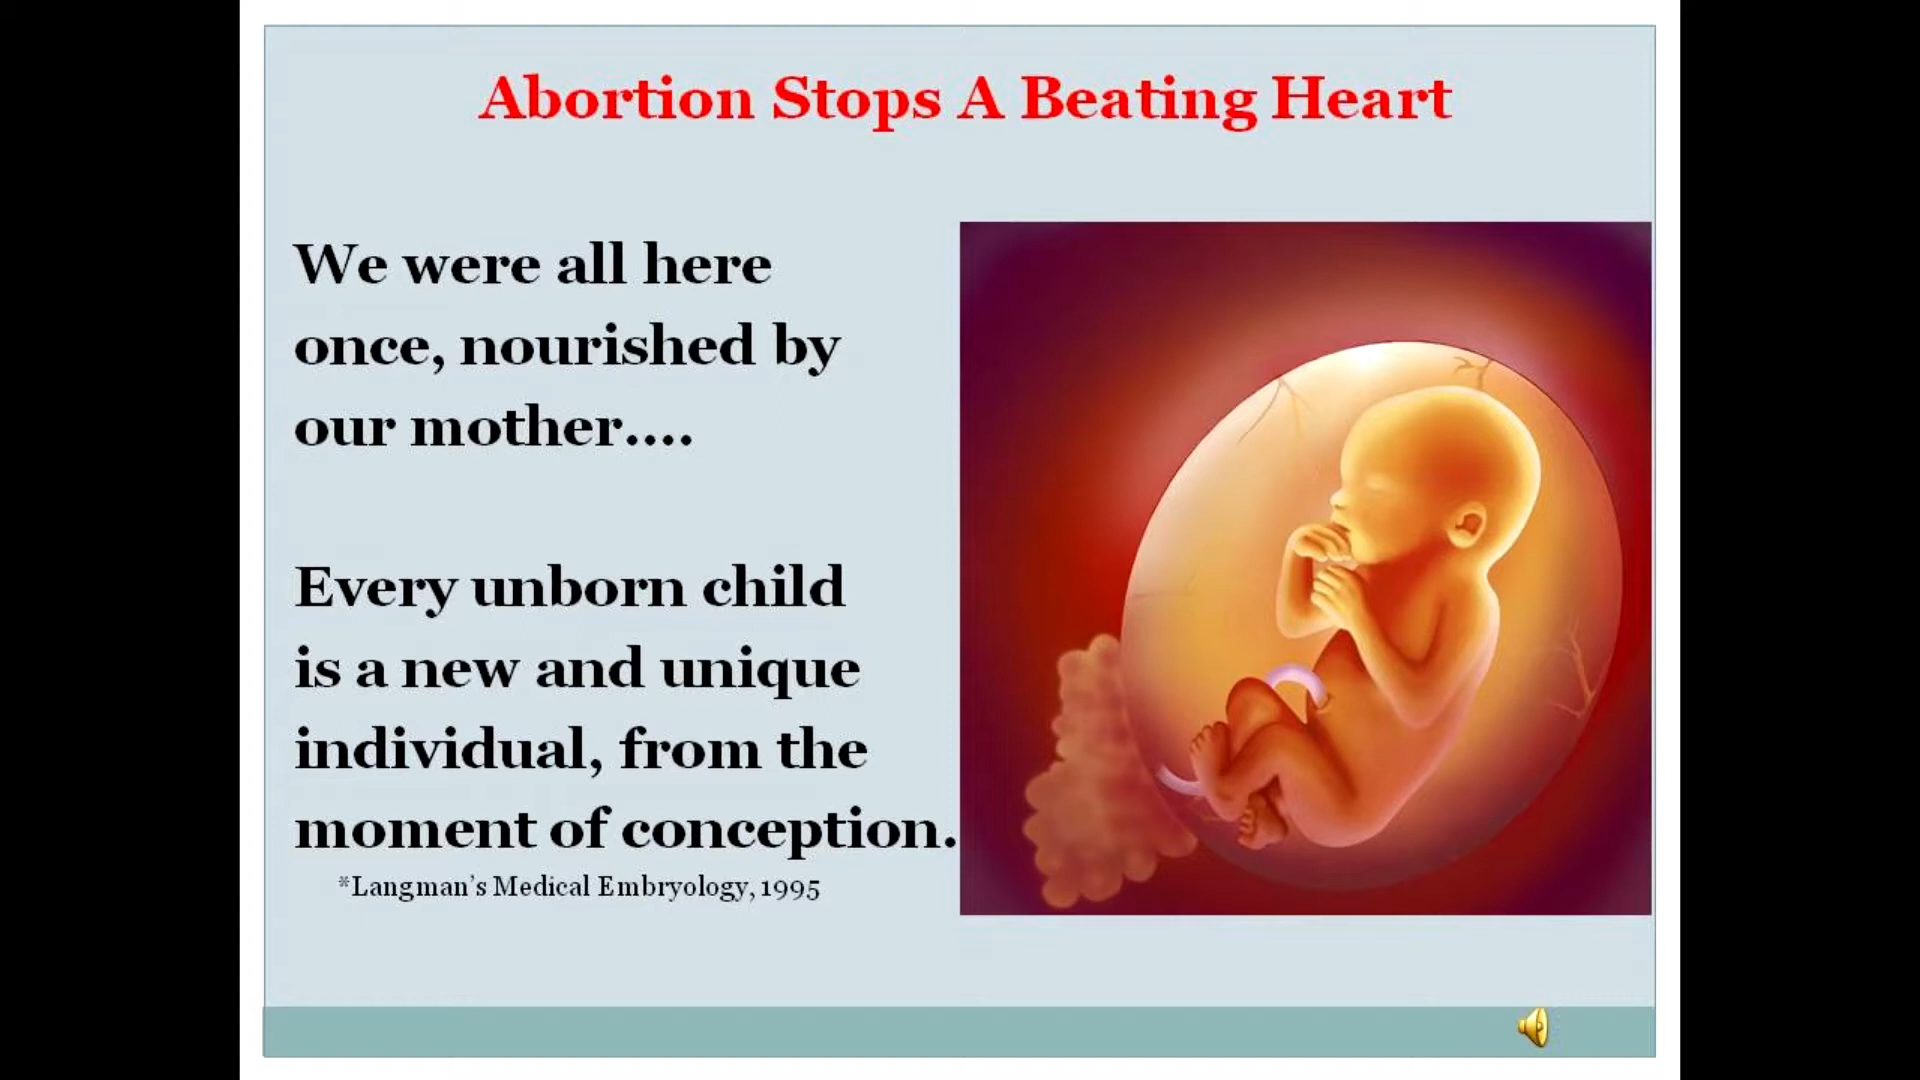 Abortion Stops A Beating Heart
We were all here
once, nourished by
our mother....
Every unborn child
is a new and unique
individual, from the
moment of conception.
*Langman's Medical Embryology, 1995